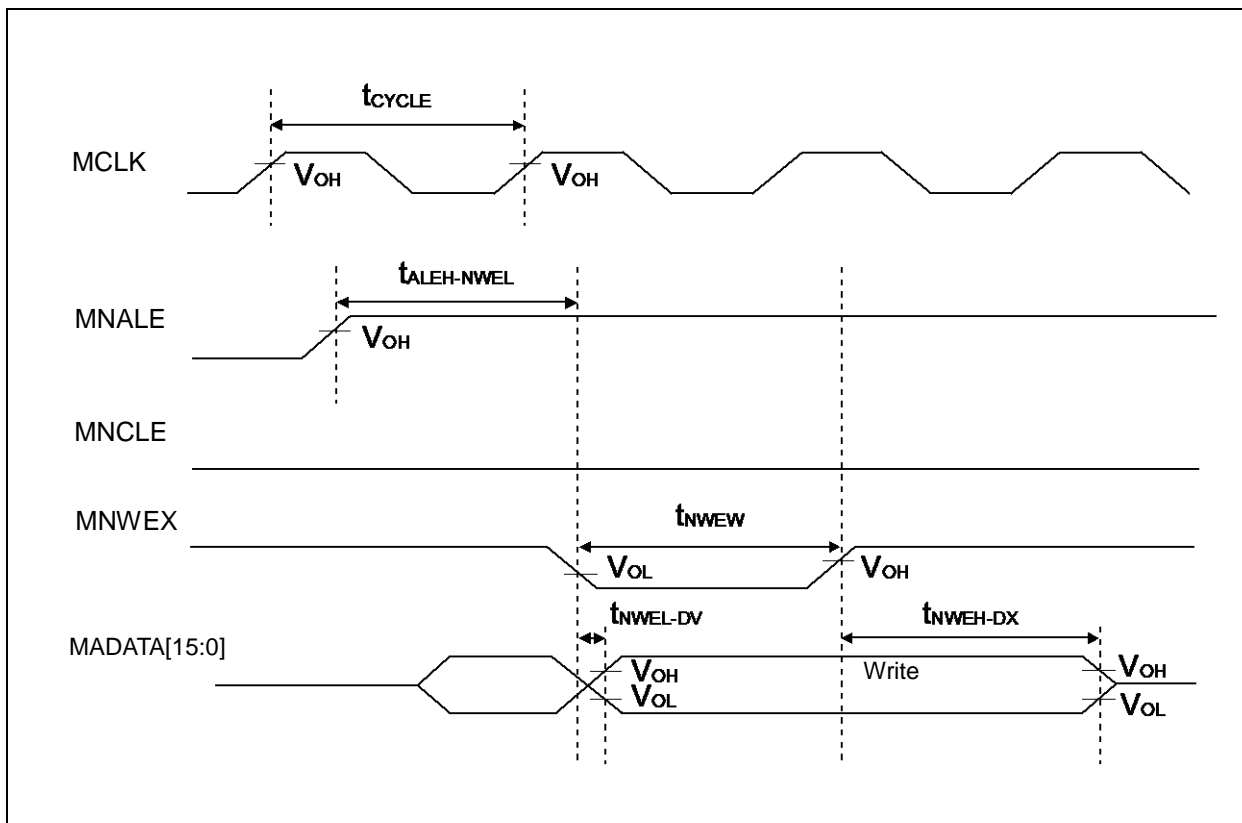 tCYCLE
MCLK
VOH
VOH
tALEH-NWEL
MNALE
VOH
MNCLE
MNWEX
tNWEW
VOL
VOH
tNWEL-DV
tNWEH-DX
MADATA[15:0]
VOH
Write
VOH
VOL
VOL